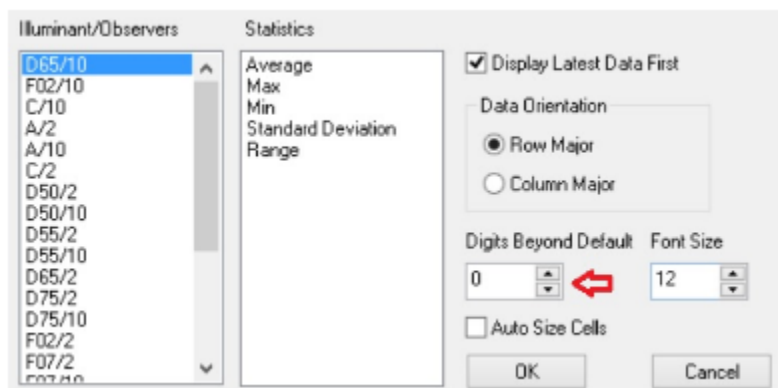 Illuminant/Observers
D65/10
F02/10
C/10
A/2
A/10
C/2
D50/2
D50/10
D55/2
D55/10
D65/2
D75/2
D75/10
F02/2
F07/2
F07/10
Statistics
Average
Max
Min
Standard Deviation
Range
Display Latest Data First
Data Orientation
Row Major
Column Major
Digits Beyond Default Font Size
0 12
Auto Size Cells
OK Cancel